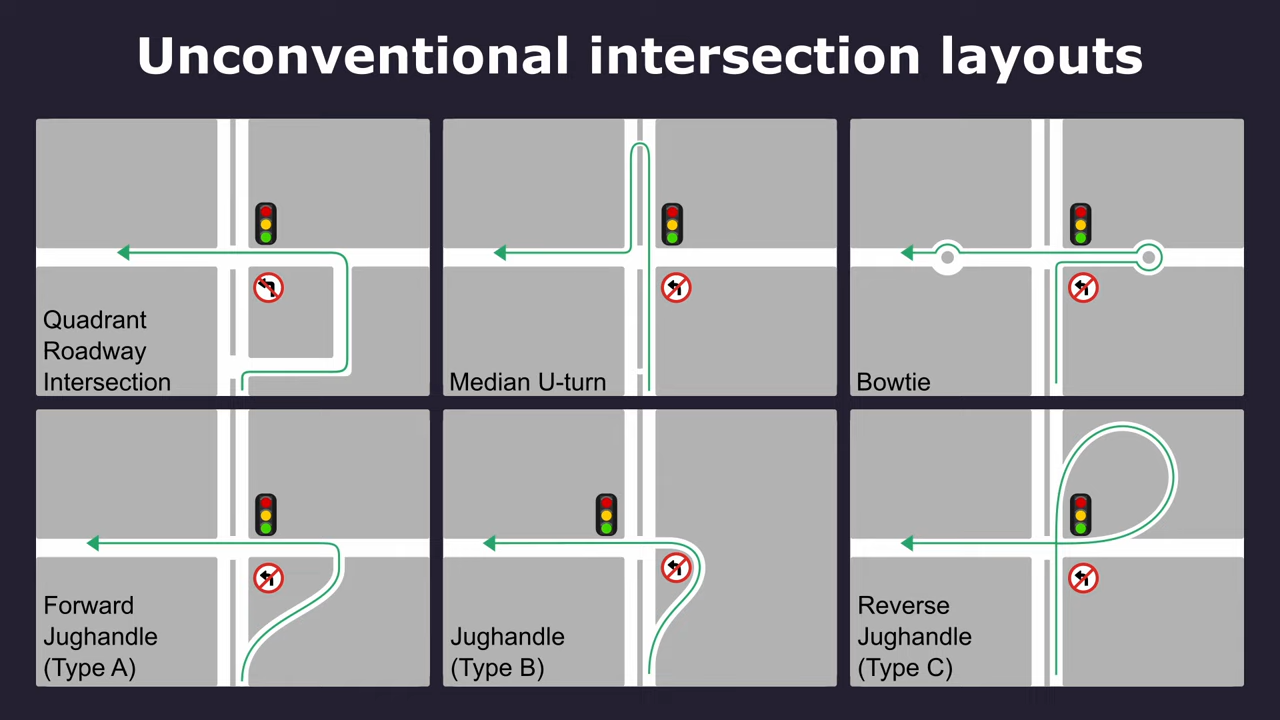 Unconventional intersection layouts
Quadrant
Roadway
Intersection
Median U-turn
Bowtie
Forward
Jughandle
(Type A)
Jughandle
(Type B)
Reverse
Jughandle
(Type C)